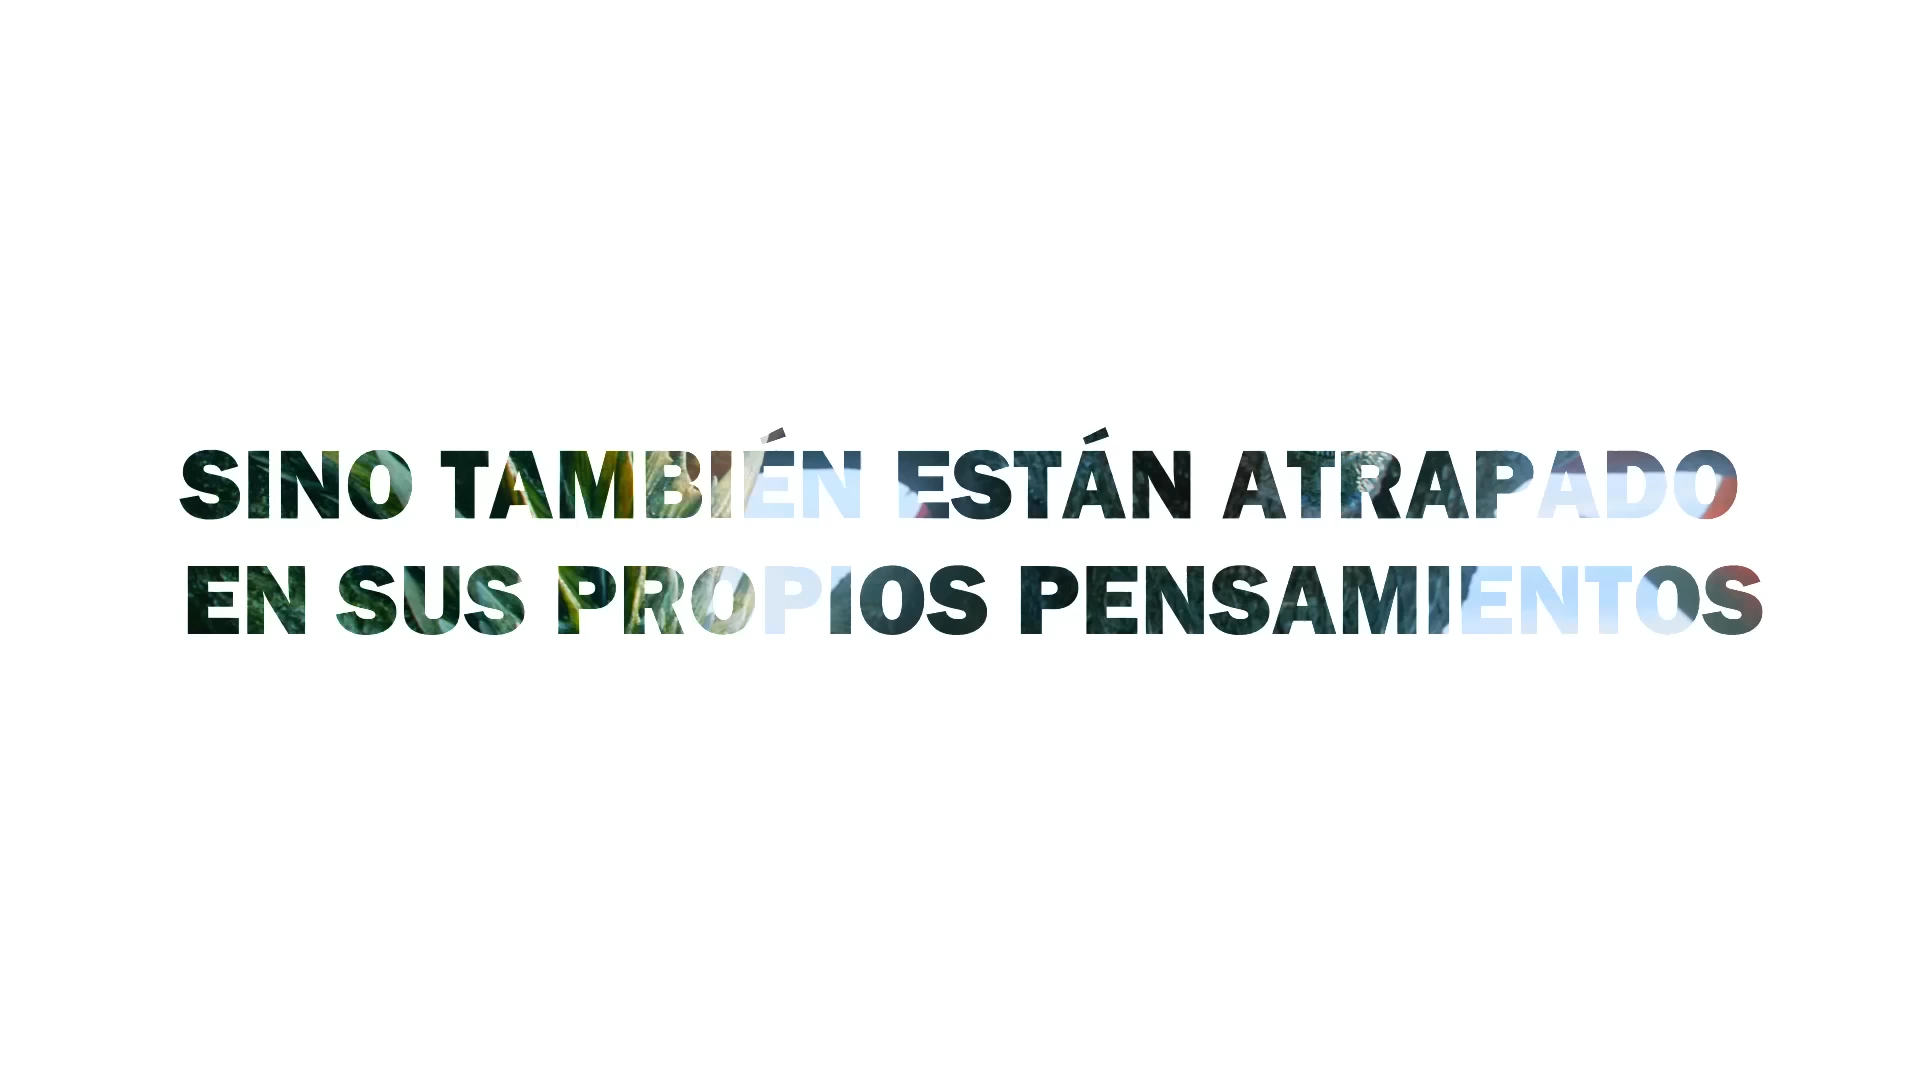 SINO TAMBIÉN ESTÁN ATRAPADO
EN SUS PROPIOS PENSAMIENTOS